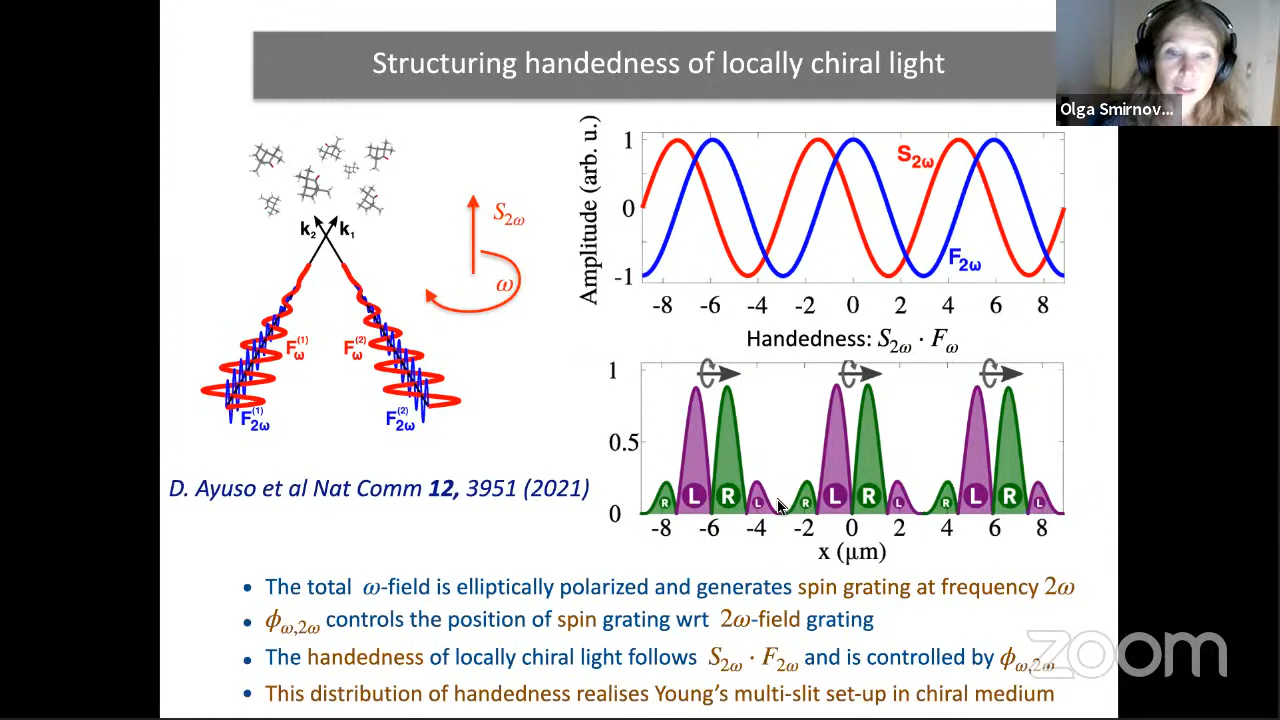 Structuring handedness of locally chiral light
Olga Smirnov...
k₂ k₁
S₂ω
ω
Fω⁽¹⁾ Fω⁽²⁾
F₂ω⁽¹⁾ F₂ω⁽²⁾
D. Ayuso et al Nat Comm 12, 3951 (2021)
Amplitude (arb. u.)
1
0
-1
S₂ω
F₂ω
-8 -6 -4 -2 0 2 4 6 8
Handedness: S₂ω · Fω
1
0.5
0
R L R L R L R L R L R L
-8 -6 -4 -2 0 2 4 6 8
x (μm)
• The total ω-field is elliptically polarized and generates spin grating at frequency 2ω
• ϕω,2ω controls the position of spin grating wrt 2ω-field grating
• The handedness of locally chiral light follows S₂ω · F₂ω and is controlled by ϕω,2ω
• This distribution of handedness realises Young's multi-slit set-up in chiral medium
zoom